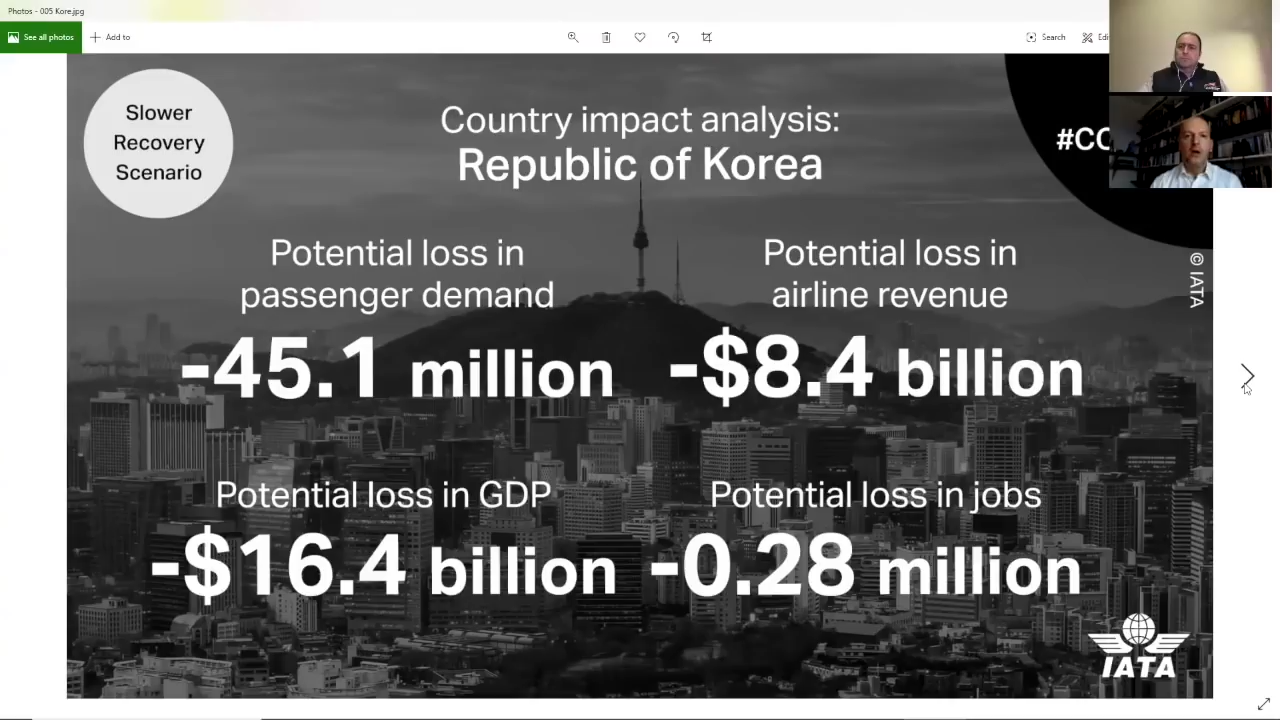 Photos - 005 Kore.jpg
See all photos
Add to
Search
Slower
Recovery
Scenario
Country impact analysis:
Republic of Korea
Potential loss in
passenger demand
-45.1 million
Potential loss in
airline revenue
-$8.4 billion
© IATA
Potential loss in GDP
-$16.4 billion
Potential loss in jobs
-0.28 million
IATA